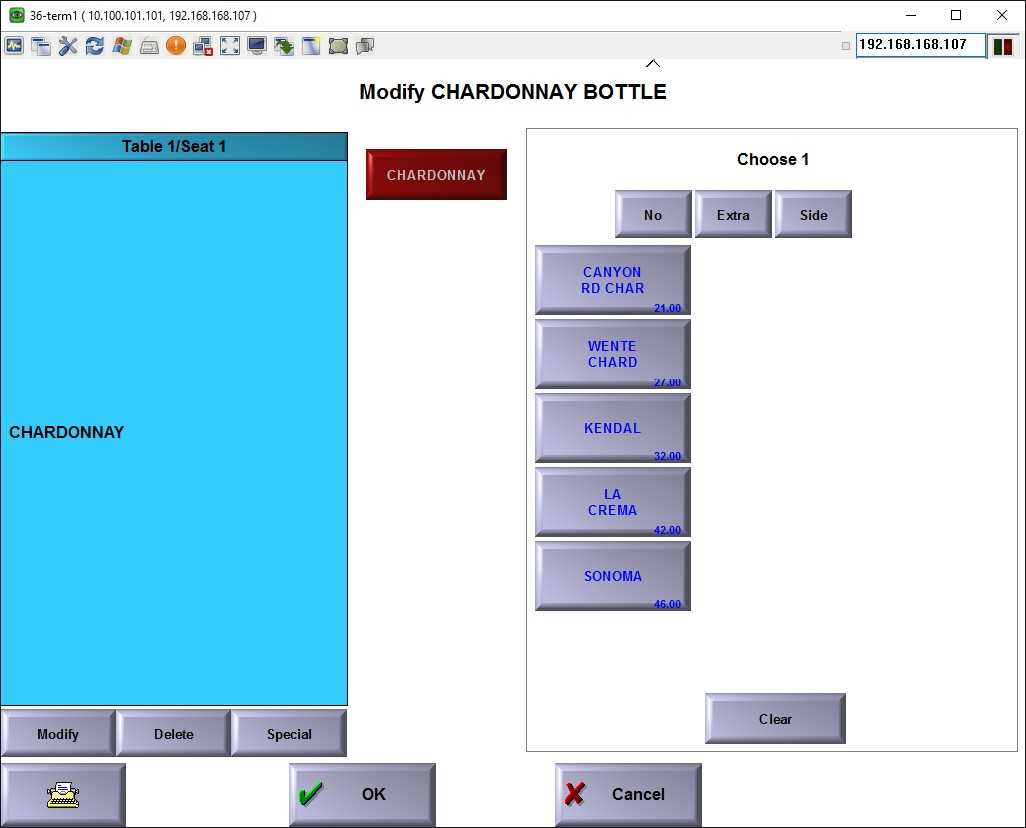 36-term1 ( 10.100.101.101, 192.168.168.107 )
192.168.168.107
Modify CHARDONNAY BOTTLE
Table 1/Seat 1
CHARDONNAY
CHARDONNAY
Choose 1
No
Extra
Side
CANYON
RD CHAR
21.00
WENTE
CHARD
27.00
KENDAL
32.00
LA
CREMA
42.00
SONOMA
46.00
Clear
Modify
Delete
Special
OK
Cancel